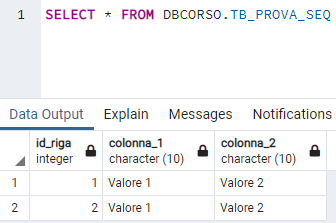 1 SELECT * FROM DBCORSO.TB_PROVA_SEQ
Data Output Explain Messages Notifications
id_riga colonna_1 colonna_2
integer character (10) character (10)
1 1 Valore 1 Valore 2
2 2 Valore 1 Valore 2